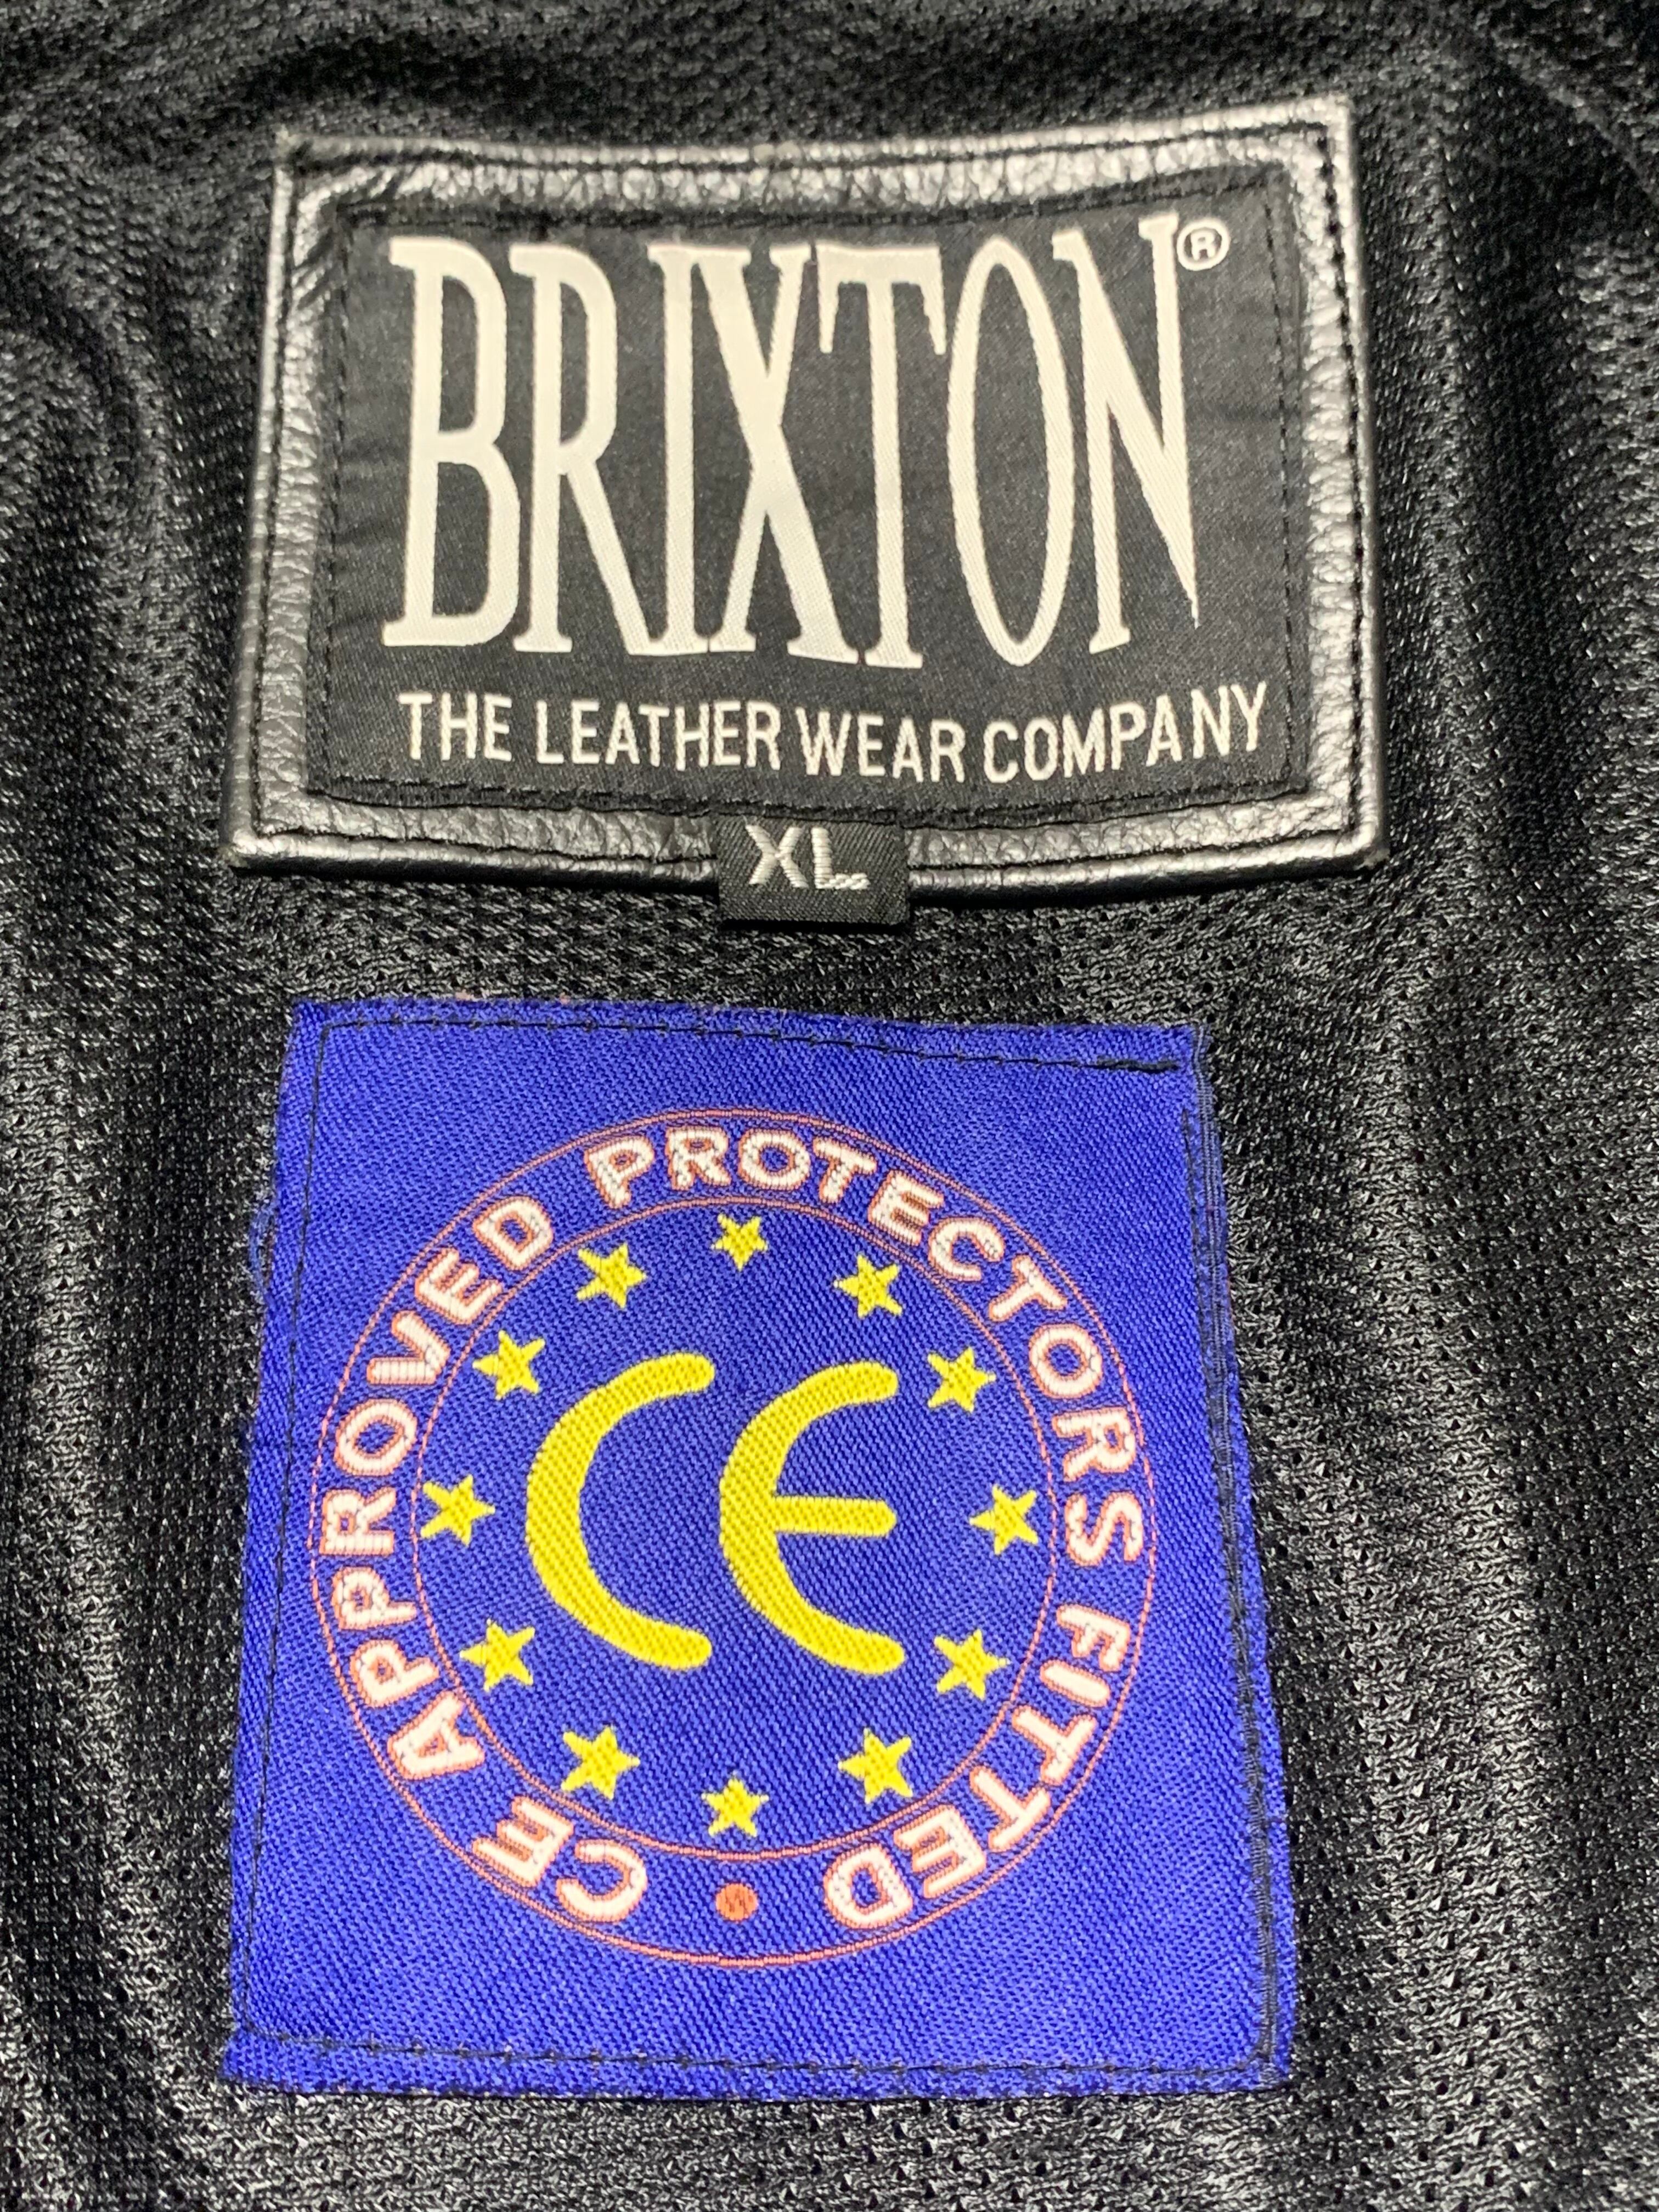 BRIXTON®
THE LEATHER WEAR COMPANY
XL
CE APPROVED PROTECTORS FITTED •
CE